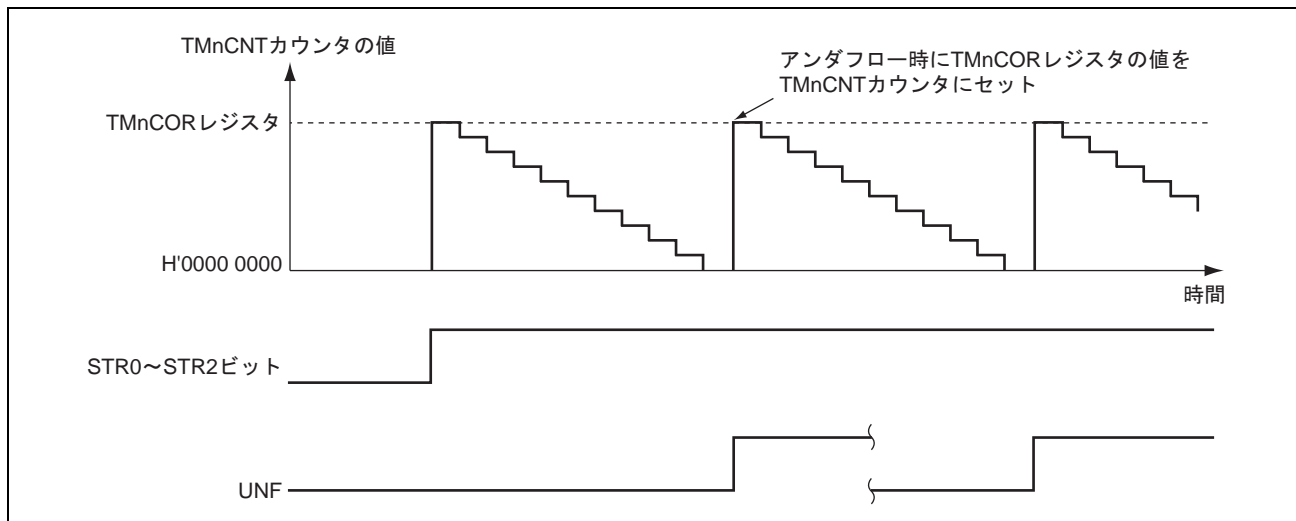 TMnCNTカウンタの値
アンダフロー時にTMnCORレジスタの値を
TMnCNTカウンタにセット
TMnCORレジスタ
H'0000 0000
時間
STR0～STR2ビット
UNF